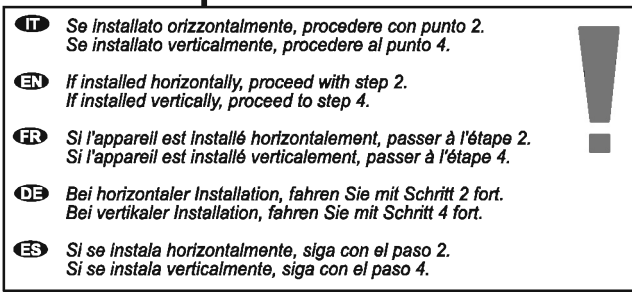 IT Se installato orizzontalmente, procedere con punto 2.
Se installato verticalmente, procedere al punto 4.
EN If installed horizontally, proceed with step 2.
If installed vertically, proceed to step 4.
FR Si l'appareil est installé horizontalement, passer à l'étape 2.
Si l'appareil est installé verticalement, passer à l'étape 4.
DE Bei horizontaler Installation, fahren Sie mit Schritt 2 fort.
Bei vertikaler Installation, fahren Sie mit Schritt 4 fort.
ES Si se instala horizontalmente, siga con el paso 2.
Si se instala verticalmente, siga con el paso 4.
!